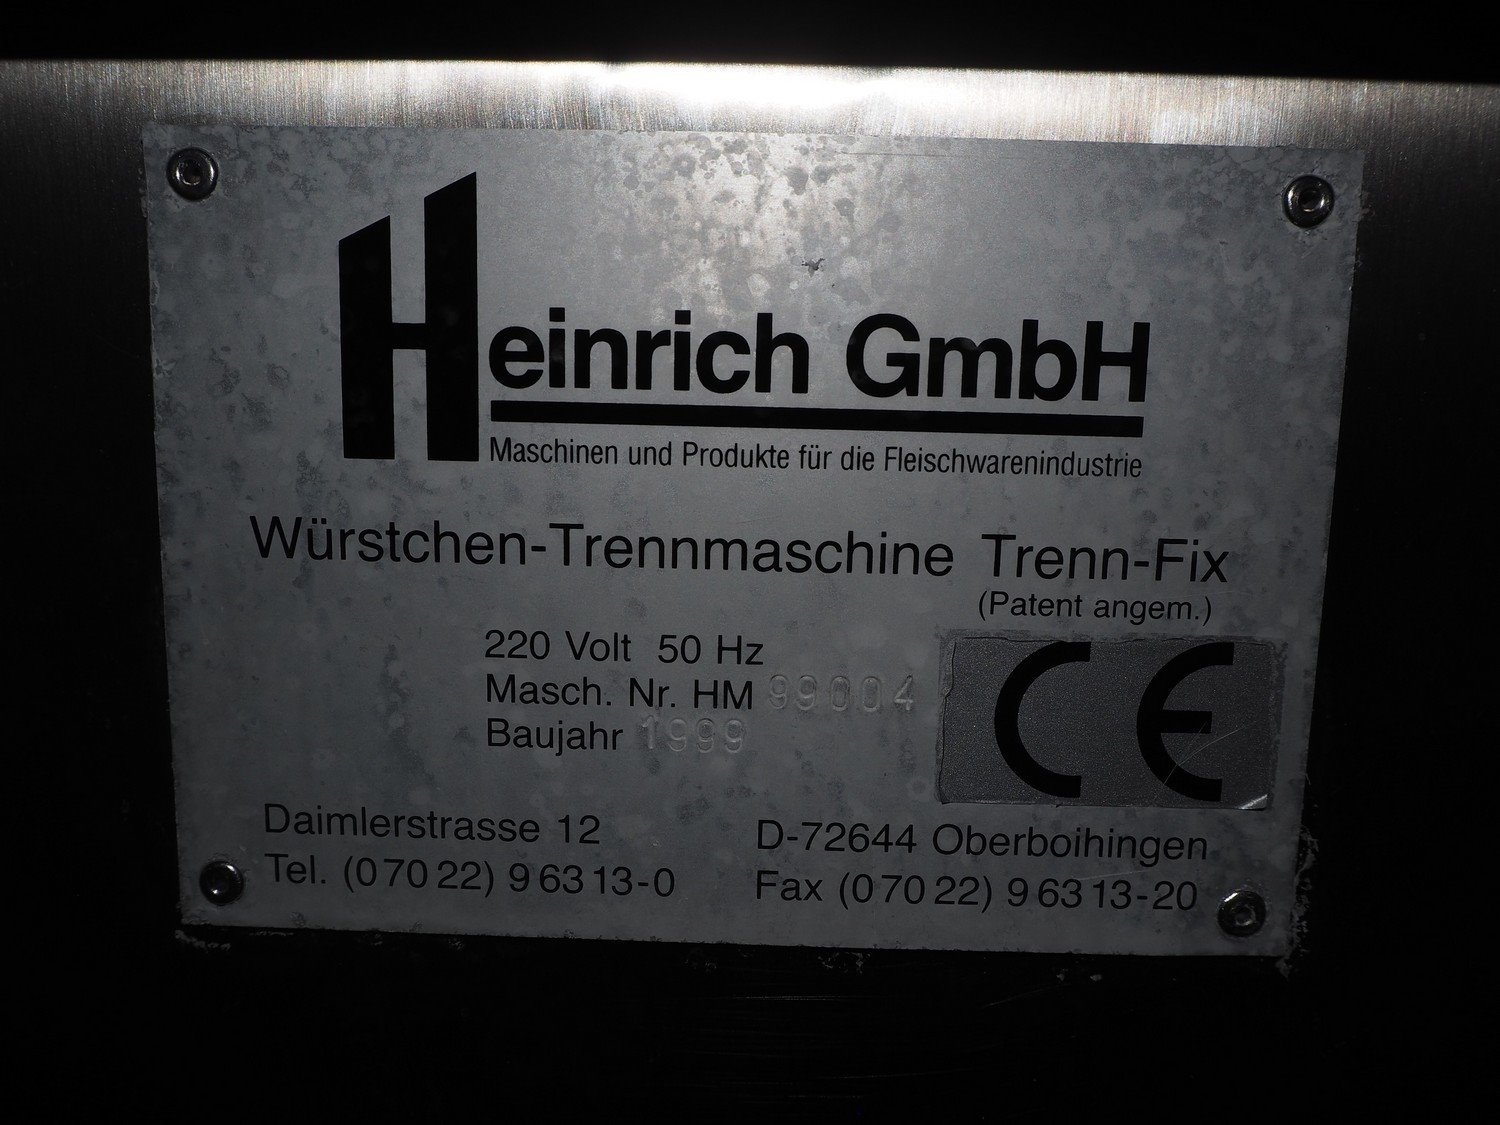 Heinrich GmbH
Maschinen und Produkte für die Fleischwarenindustrie
Würstchen-Trennmaschine Trenn-Fix
(Patent angem.)
220 Volt 50 Hz
Masch. Nr. HM 99004
Baujahr 1999
CE
Daimlerstrasse 12 D-72644 Oberboihingen
Tel. (0 70 22) 9 63 13-0 Fax (0 70 22) 9 63 13-20